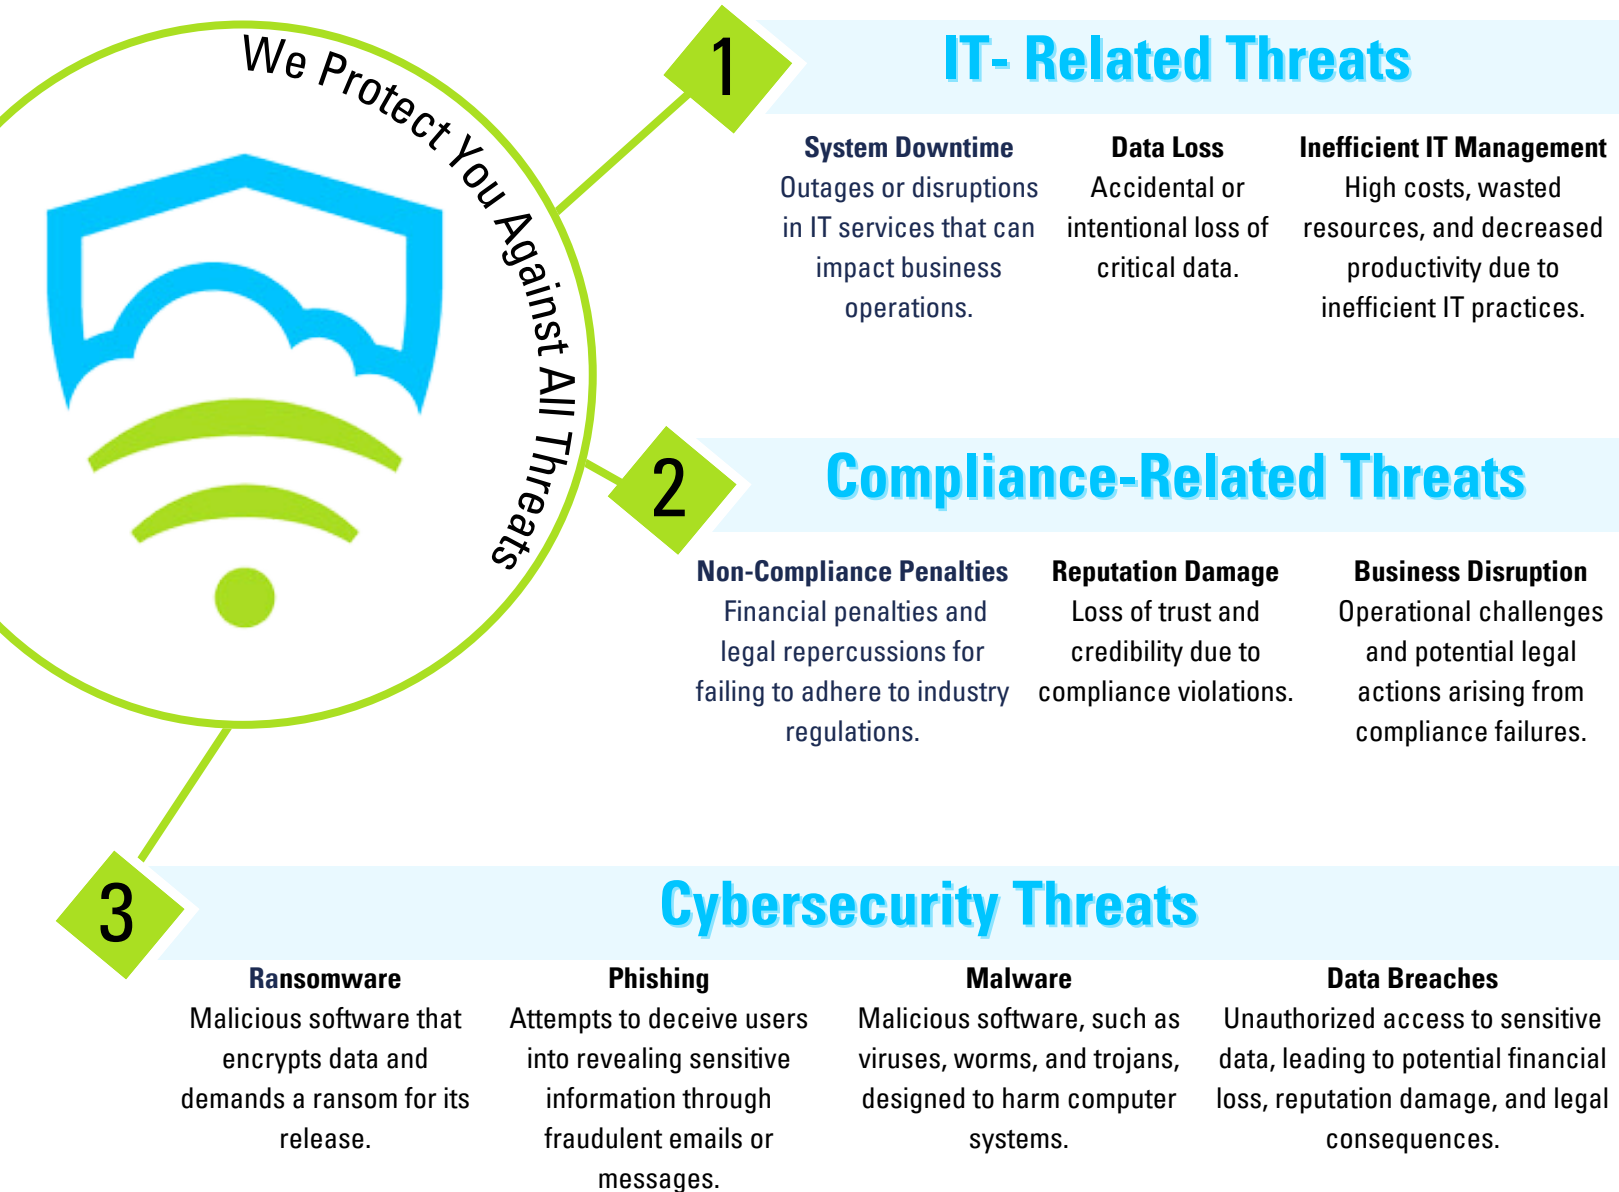 We Protect You Against All Threats
1
IT- Related Threats
System Downtime
Outages or disruptions
in IT services that can
impact business
operations.
Data Loss
Accidental or
intentional loss of
critical data.
Inefficient IT Management
High costs, wasted
resources, and decreased
productivity due to
inefficient IT practices.
2
Compliance-Related Threats
Non-Compliance Penalties
Financial penalties and
legal repercussions for
failing to adhere to industry
regulations.
Reputation Damage
Loss of trust and
credibility due to
compliance violations.
Business Disruption
Operational challenges
and potential legal
actions arising from
compliance failures.
3
Cybersecurity Threats
Ransomware
Malicious software that
encrypts data and
demands a ransom for its
release.
Phishing
Attempts to deceive users
into revealing sensitive
information through
fraudulent emails or
messages.
Malware
Malicious software, such as
viruses, worms, and trojans,
designed to harm computer
systems.
Data Breaches
Unauthorized access to sensitive
data, leading to potential financial
loss, reputation damage, and legal
consequences.